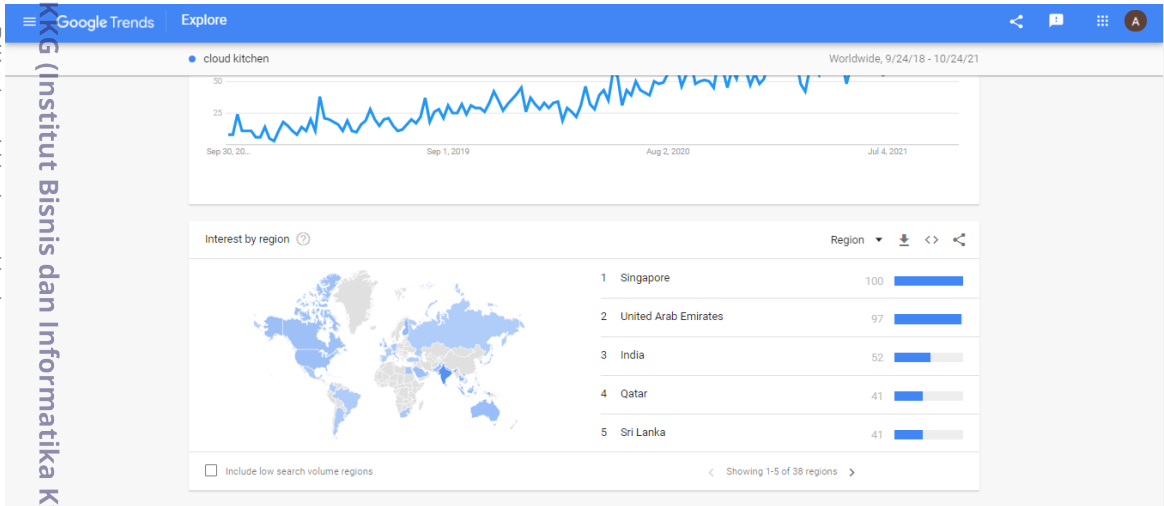 Google Trends
Explore
A
cloud kitchen
Worldwide, 9/24/18 - 10/24/21
50
25
Sep 30, 20...
Sep 1, 2019
Aug 2, 2020
Jul 4, 2021
Interest by region
Region
1 Singapore 100
2 United Arab Emirates 97
3 India 52
4 Qatar 41
5 Sri Lanka 41
Include low search volume regions
Showing 1-5 of 38 regions
KKG (Institut Bisnis dan Informatika K